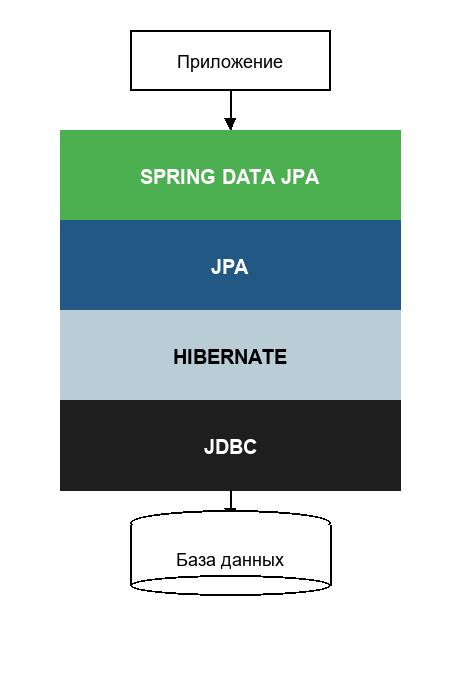 Приложение
SPRING DATA JPA
JPA
HIBERNATE
JDBC
База данных